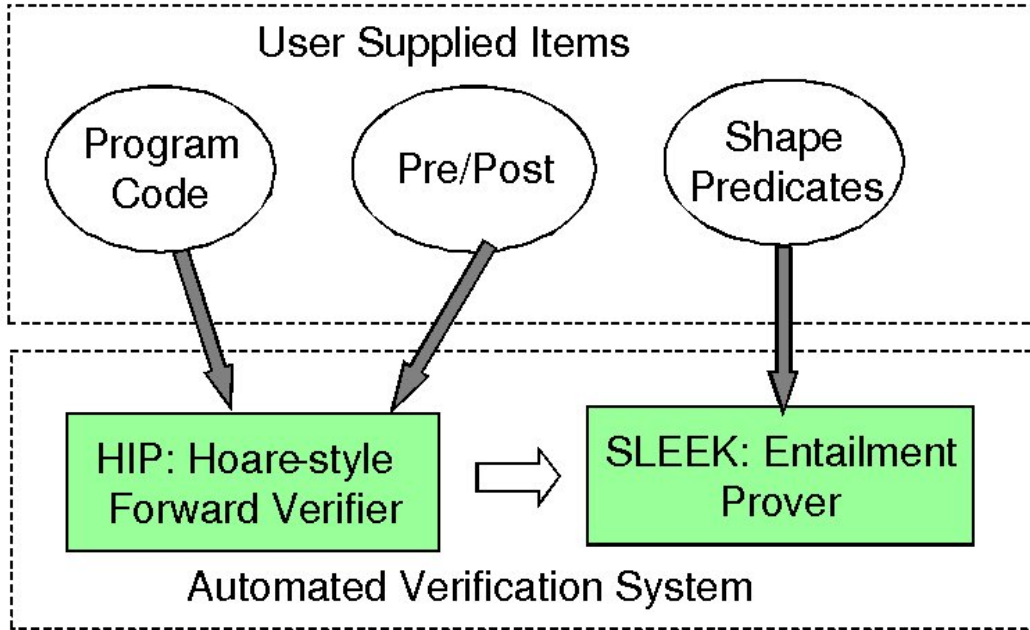 User Supplied Items
Program
Code
Pre/Post
Shape
Predicates
HIP: Hoare-style
Forward Verifier
SLEEK: Entailment
Prover
Automated Verification System